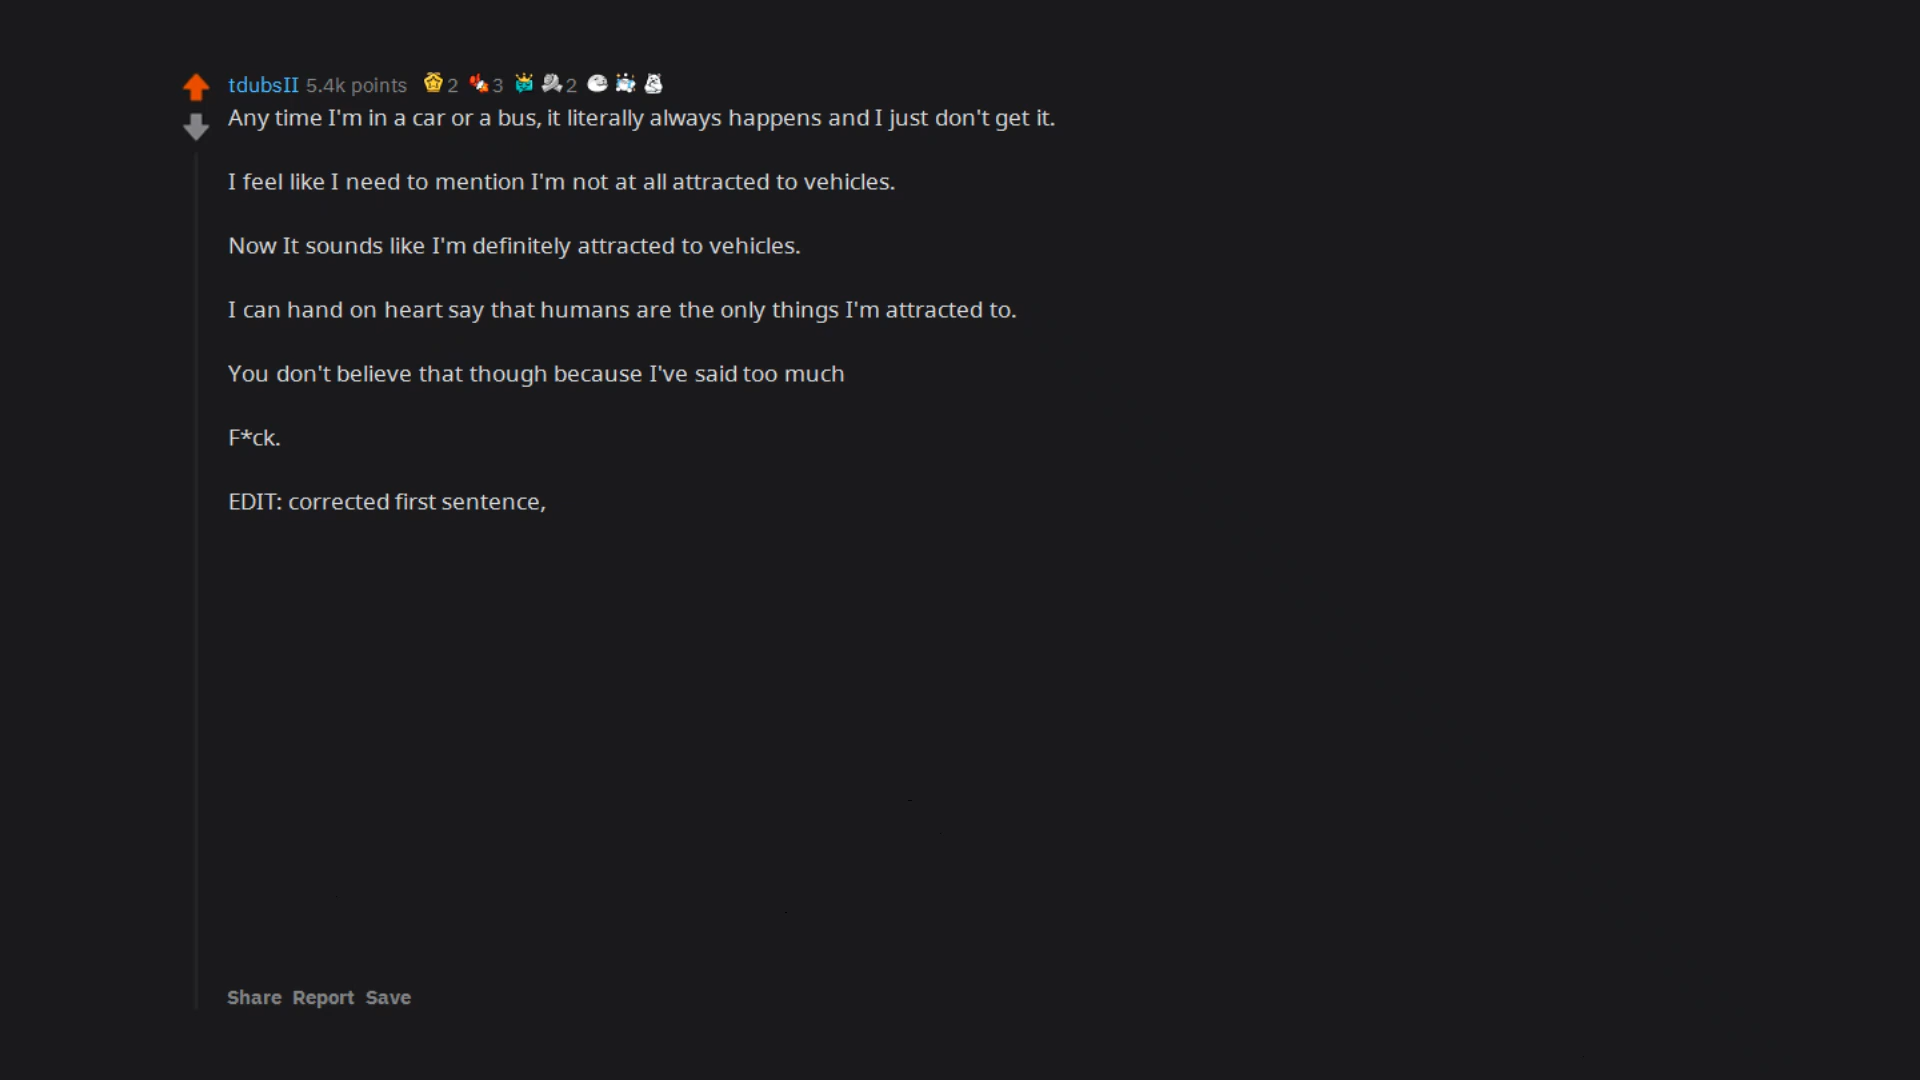 tdubsII 5.4k points 2 3 2
Any time I'm in a car or a bus, it literally always happens and I just don't get it.
I feel like I need to mention I'm not at all attracted to vehicles.
Now It sounds like I'm definitely attracted to vehicles.
I can hand on heart say that humans are the only things I'm attracted to.
You don't believe that though because I've said too much
F*ck.
EDIT: corrected first sentence,
Share Report Save